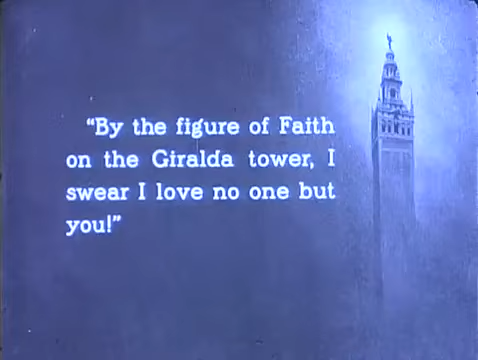 “By the figure of Faith
on the Giralda tower, I
swear I love no one but
you!”